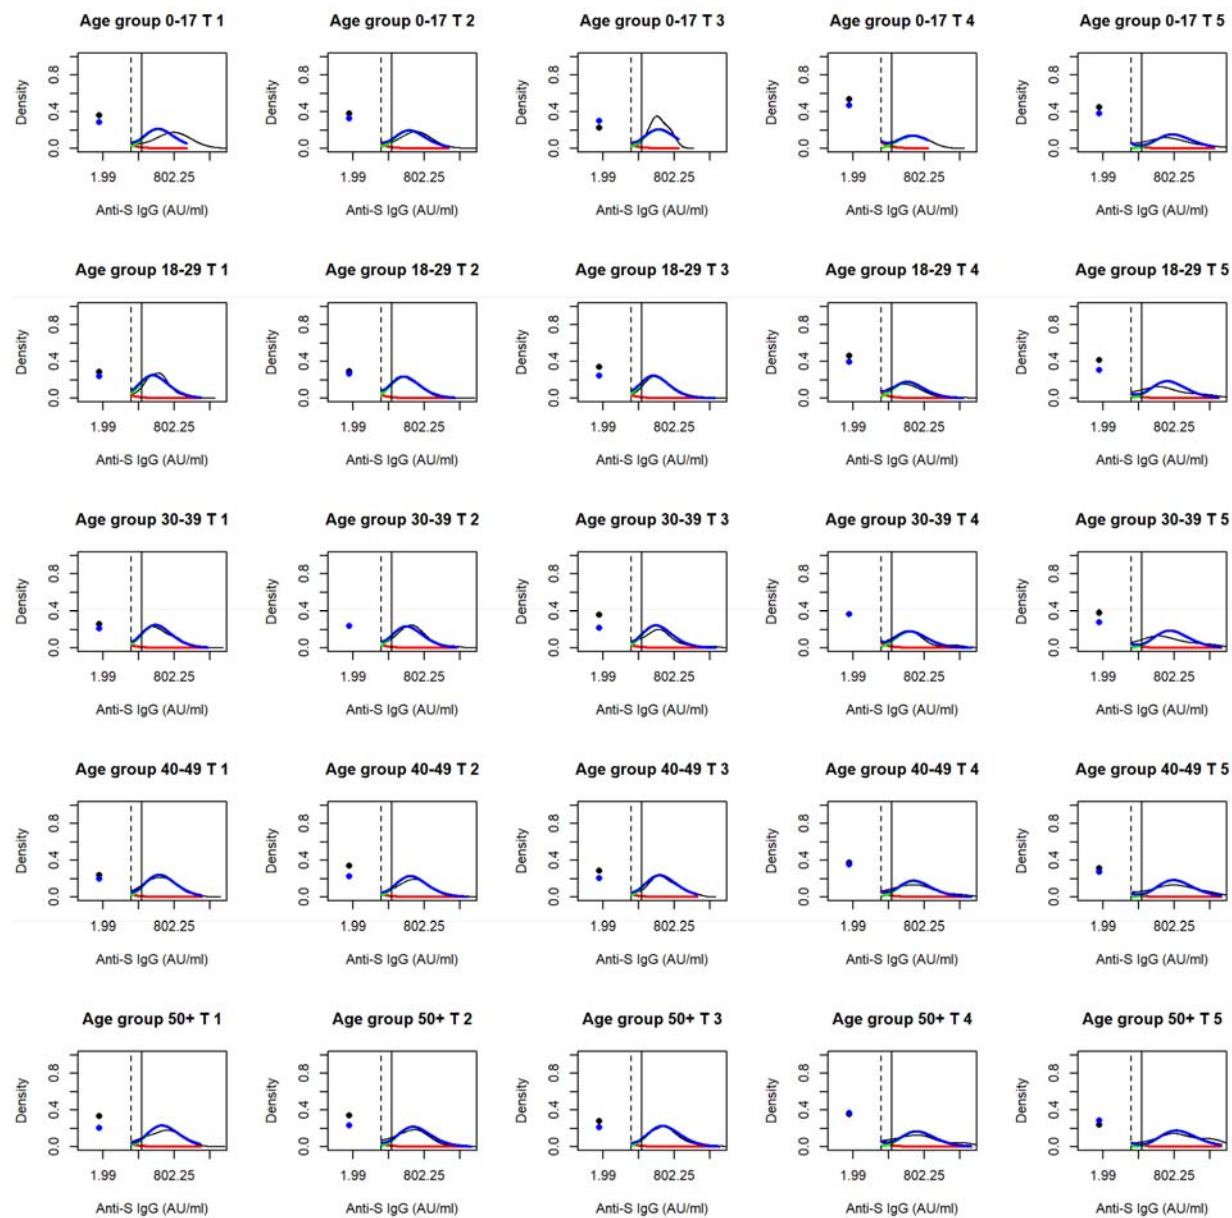 Age group 0-17 T 1 Age group 0-17 T 2 Age group 0-17 T 3 Age group 0-17 T 4 Age group 0-17 T 5
Density Density Density Density Density
0.8 0.8 0.8 0.8 0.8
0.4 0.4 0.4 0.4 0.4
0.0 0.0 0.0 0.0 0.0
1.99 802.25 1.99 802.25 1.99 802.25 1.99 802.25 1.99 802.25
Anti-S IgG (AU/ml) Anti-S IgG (AU/ml) Anti-S IgG (AU/ml) Anti-S IgG (AU/ml) Anti-S IgG (AU/ml)
Age group 18-29 T 1 Age group 18-29 T 2 Age group 18-29 T 3 Age group 18-29 T 4 Age group 18-29 T 5
Density Density Density Density Density
0.8 0.8 0.8 0.8 0.8
0.4 0.4 0.4 0.4 0.4
0.0 0.0 0.0 0.0 0.0
1.99 802.25 1.99 802.25 1.99 802.25 1.99 802.25 1.99 802.25
Anti-S IgG (AU/ml) Anti-S IgG (AU/ml) Anti-S IgG (AU/ml) Anti-S IgG (AU/ml) Anti-S IgG (AU/ml)
Age group 30-39 T 1 Age group 30-39 T 2 Age group 30-39 T 3 Age group 30-39 T 4 Age group 30-39 T 5
Density Density Density Density Density
0.8 0.8 0.8 0.8 0.8
0.4 0.4 0.4 0.4 0.4
0.0 0.0 0.0 0.0 0.0
1.99 802.25 1.99 802.25 1.99 802.25 1.99 802.25 1.99 802.25
Anti-S IgG (AU/ml) Anti-S IgG (AU/ml) Anti-S IgG (AU/ml) Anti-S IgG (AU/ml) Anti-S IgG (AU/ml)
Age group 40-49 T 1 Age group 40-49 T 2 Age group 40-49 T 3 Age group 40-49 T 4 Age group 40-49 T 5
Density Density Density Density Density
0.8 0.8 0.8 0.8 0.8
0.4 0.4 0.4 0.4 0.4
0.0 0.0 0.0 0.0 0.0
1.99 802.25 1.99 802.25 1.99 802.25 1.99 802.25 1.99 802.25
Anti-S IgG (AU/ml) Anti-S IgG (AU/ml) Anti-S IgG (AU/ml) Anti-S IgG (AU/ml) Anti-S IgG (AU/ml)
Age group 50+ T 1 Age group 50+ T 2 Age group 50+ T 3 Age group 50+ T 4 Age group 50+ T 5
Density Density Density Density Density
0.8 0.8 0.8 0.8 0.8
0.4 0.4 0.4 0.4 0.4
0.0 0.0 0.0 0.0 0.0
1.99 802.25 1.99 802.25 1.99 802.25 1.99 802.25 1.99 802.25
Anti-S IgG (AU/ml) Anti-S IgG (AU/ml) Anti-S IgG (AU/ml) Anti-S IgG (AU/ml) Anti-S IgG (AU/ml)